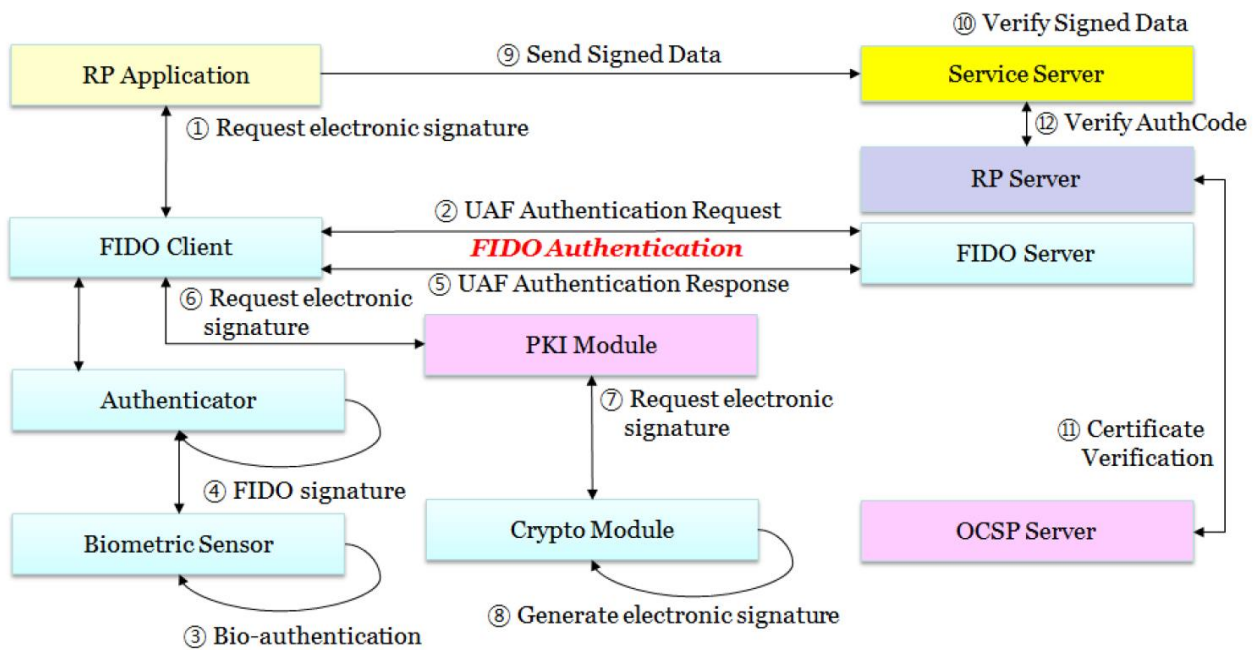 ⑩ Verify Signed Data
RP Application
⑨ Send Signed Data
Service Server
① Request electronic signature
⑫ Verify AuthCode
RP Server
② UAF Authentication Request
FIDO Client
FIDO Authentication
FIDO Server
⑤ UAF Authentication Response
⑥ Request electronic
signature
PKI Module
Authenticator
⑦ Request electronic
signature
⑪ Certificate
Verification
④ FIDO signature
Biometric Sensor
Crypto Module
OCSP Server
⑧ Generate electronic signature
③ Bio-authentication